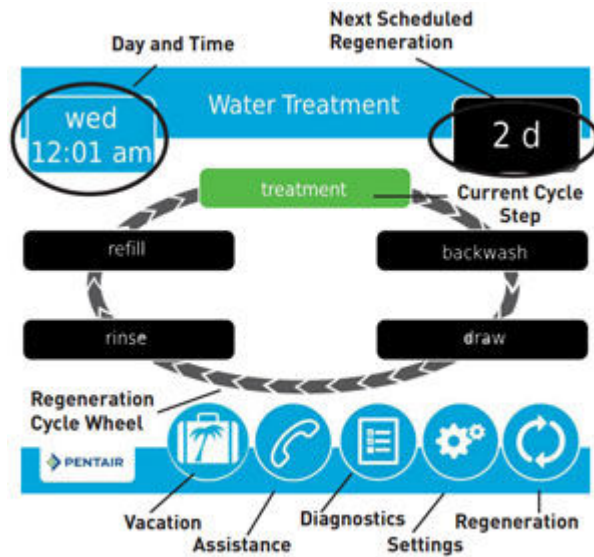 Day and Time
Next Scheduled
Regeneration
wed
12:01 am
Water Treatment
2 d
treatment
Current Cycle
Step
refill
backwash
rinse
draw
Regeneration
Cycle Wheel
PENTAIR
Vacation
Assistance
Diagnostics
Settings
Regeneration